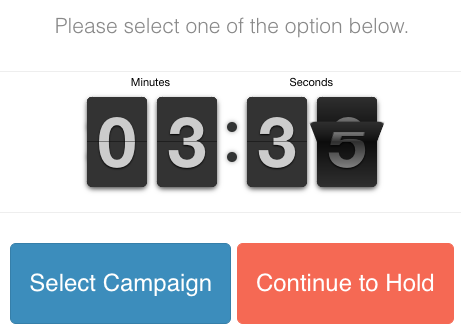 Please select one of the option below.
Minutes Seconds
03:35
Select Campaign Continue to Hold